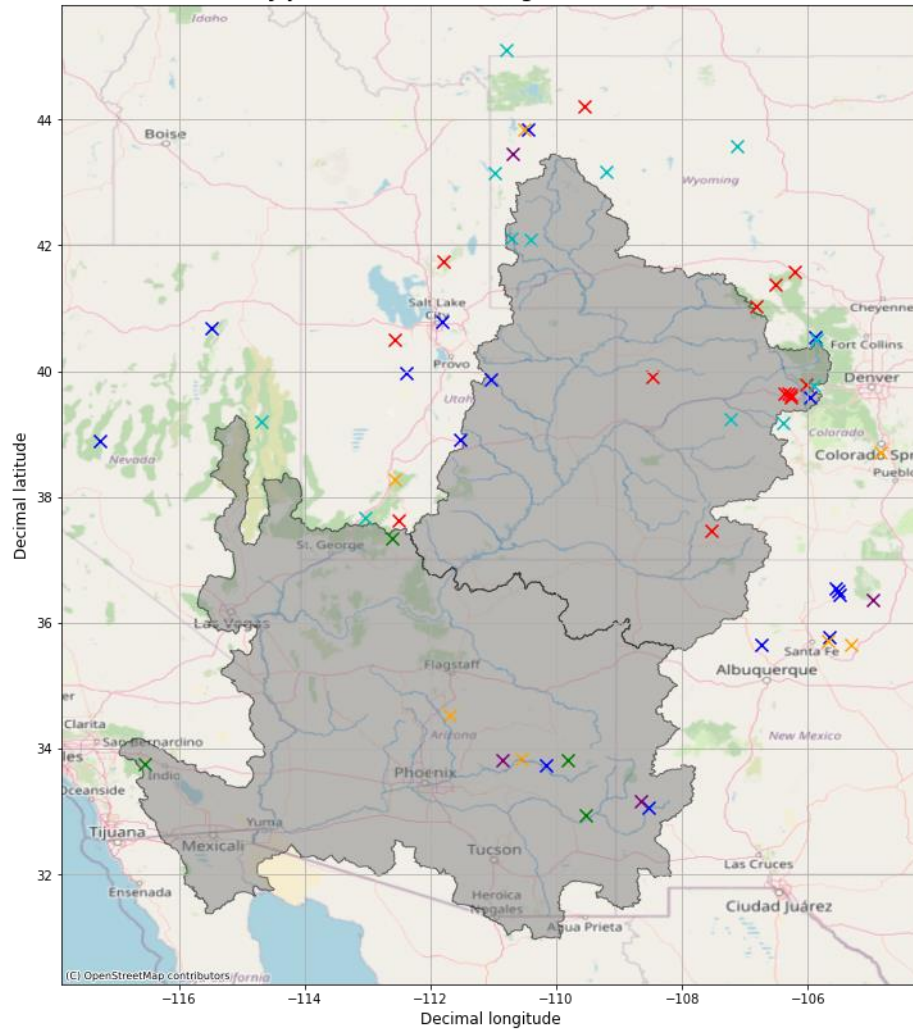 Idaho
44
Boise
Wyoming
42
Salt Lake
City
Cheyenne
Fort Collins
Provo
40
Denver
Utah
Nevada
Colorado
Colorado Spr
Pueblo
38
St. George
36
Las Vegas
Santa Fe
Flagstaff
Albuquerque
er
Clarita
34
San Bernardino
Arizona
New Mexico
les
Indio
Phoenix
Oceanside
Tijuana
Yuma
Mexicali
Tucson
Las Cruces
32
Ensenada
Heroica
Nogales
Ciudad Juárez
Agua Prieta
(C) OpenStreetMap contributors
−116
−114
−112
−110
−108
−106
Decimal longitude
Decimal latitude